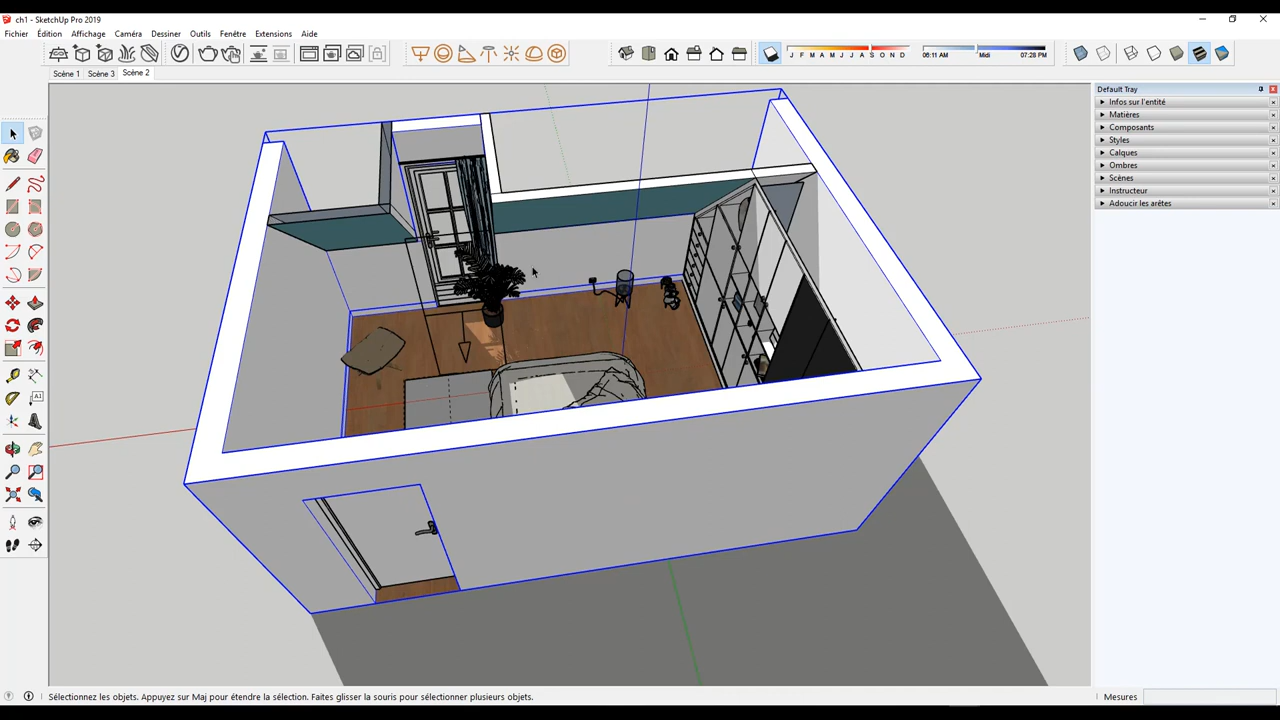 ch1 - SketchUp Pro 2019
Fichier Édition Affichage Caméra Dessiner Outils Fenêtre Extensions Aide
J F M A M J J A S O N D 06:11 AM Midi 07:28 PM
Scène 1 Scène 3 Scène 2
Default Tray
Infos sur l'entité
Matières
Composants
Styles
Calques
Ombres
Scènes
Instructeur
Adoucir les arêtes
A1
Sélectionnez les objets. Appuyez sur Maj pour étendre la sélection. Faites glisser la souris pour sélectionner plusieurs objets.
Mesures